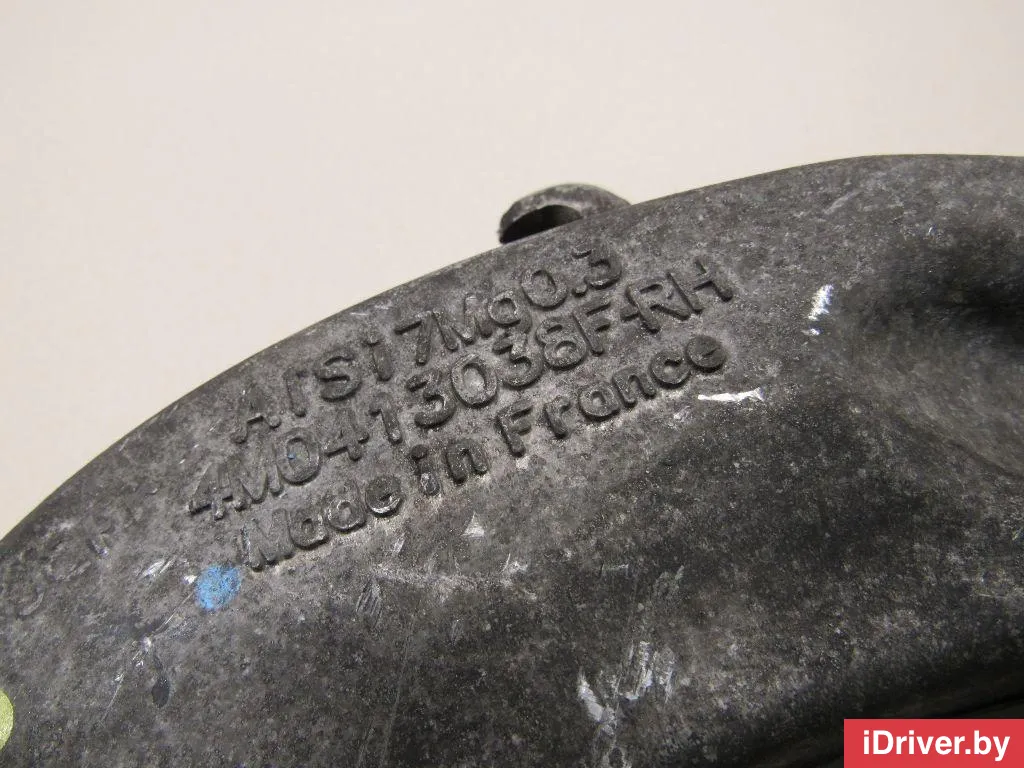 AlSi7Mg0.3
4M0413038F-RH
Made in France
iDriver.by